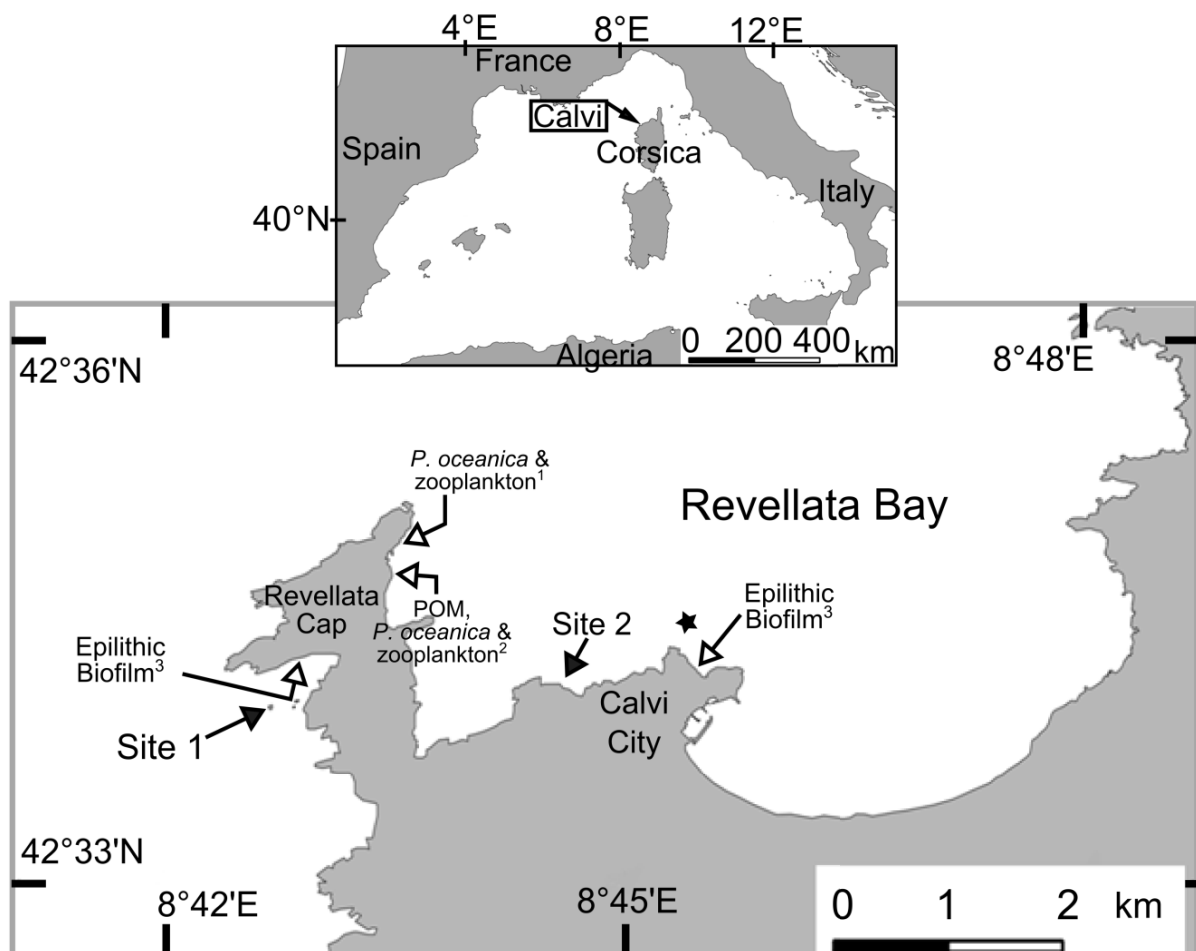 4°E
8°E
12°E
France
Calvi
Spain
Corsica
Italy
40°N
0 200 400
km
Algeria
42°36'N
8°48'E
P. oceanica &
zooplankton¹
Revellata Bay
Revellata
Cap
POM,
P. oceanica &
zooplankton²
Site 2
Epilithic
Biofilm³
Epilithic
Biofilm³
Site 1
Calvi
City
42°33'N
8°42'E
8°45'E
0 1 2 km